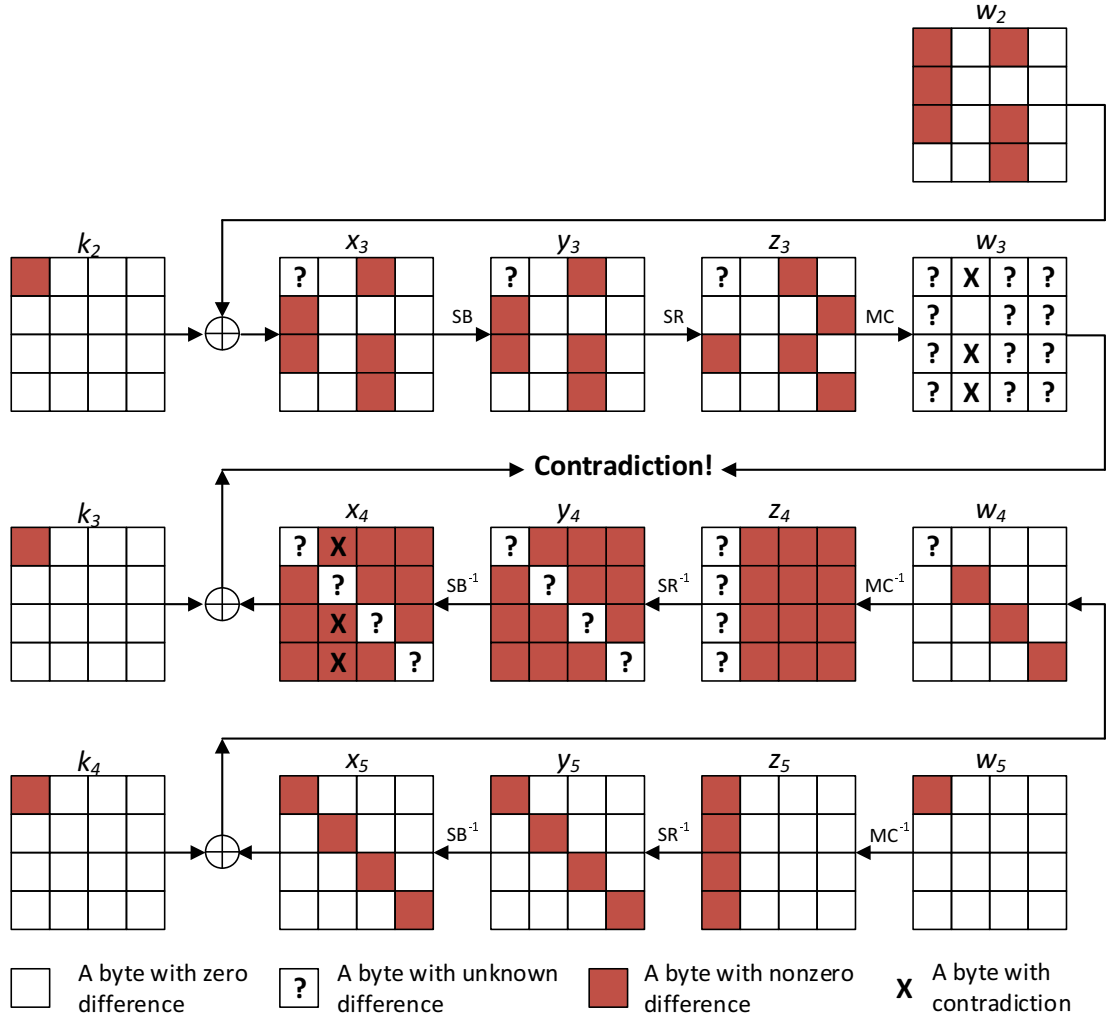 w2
k2
x3
y3
z3
w3
? ? ? ? X ? ?
SB SR MC ? ? ?
? X ? ?
? X ? ?
Contradiction!
k3
x4
y4
z4
w4
? X ? ? ?
? SB-1 ? SR-1 ? MC-1
X ? ? ?
X ? ? ?
k4
x5
y5
z5
w5
SB-1 SR-1 MC-1
A byte with zero
difference
? A byte with unknown
difference
A byte with nonzero
difference
X A byte with
contradiction